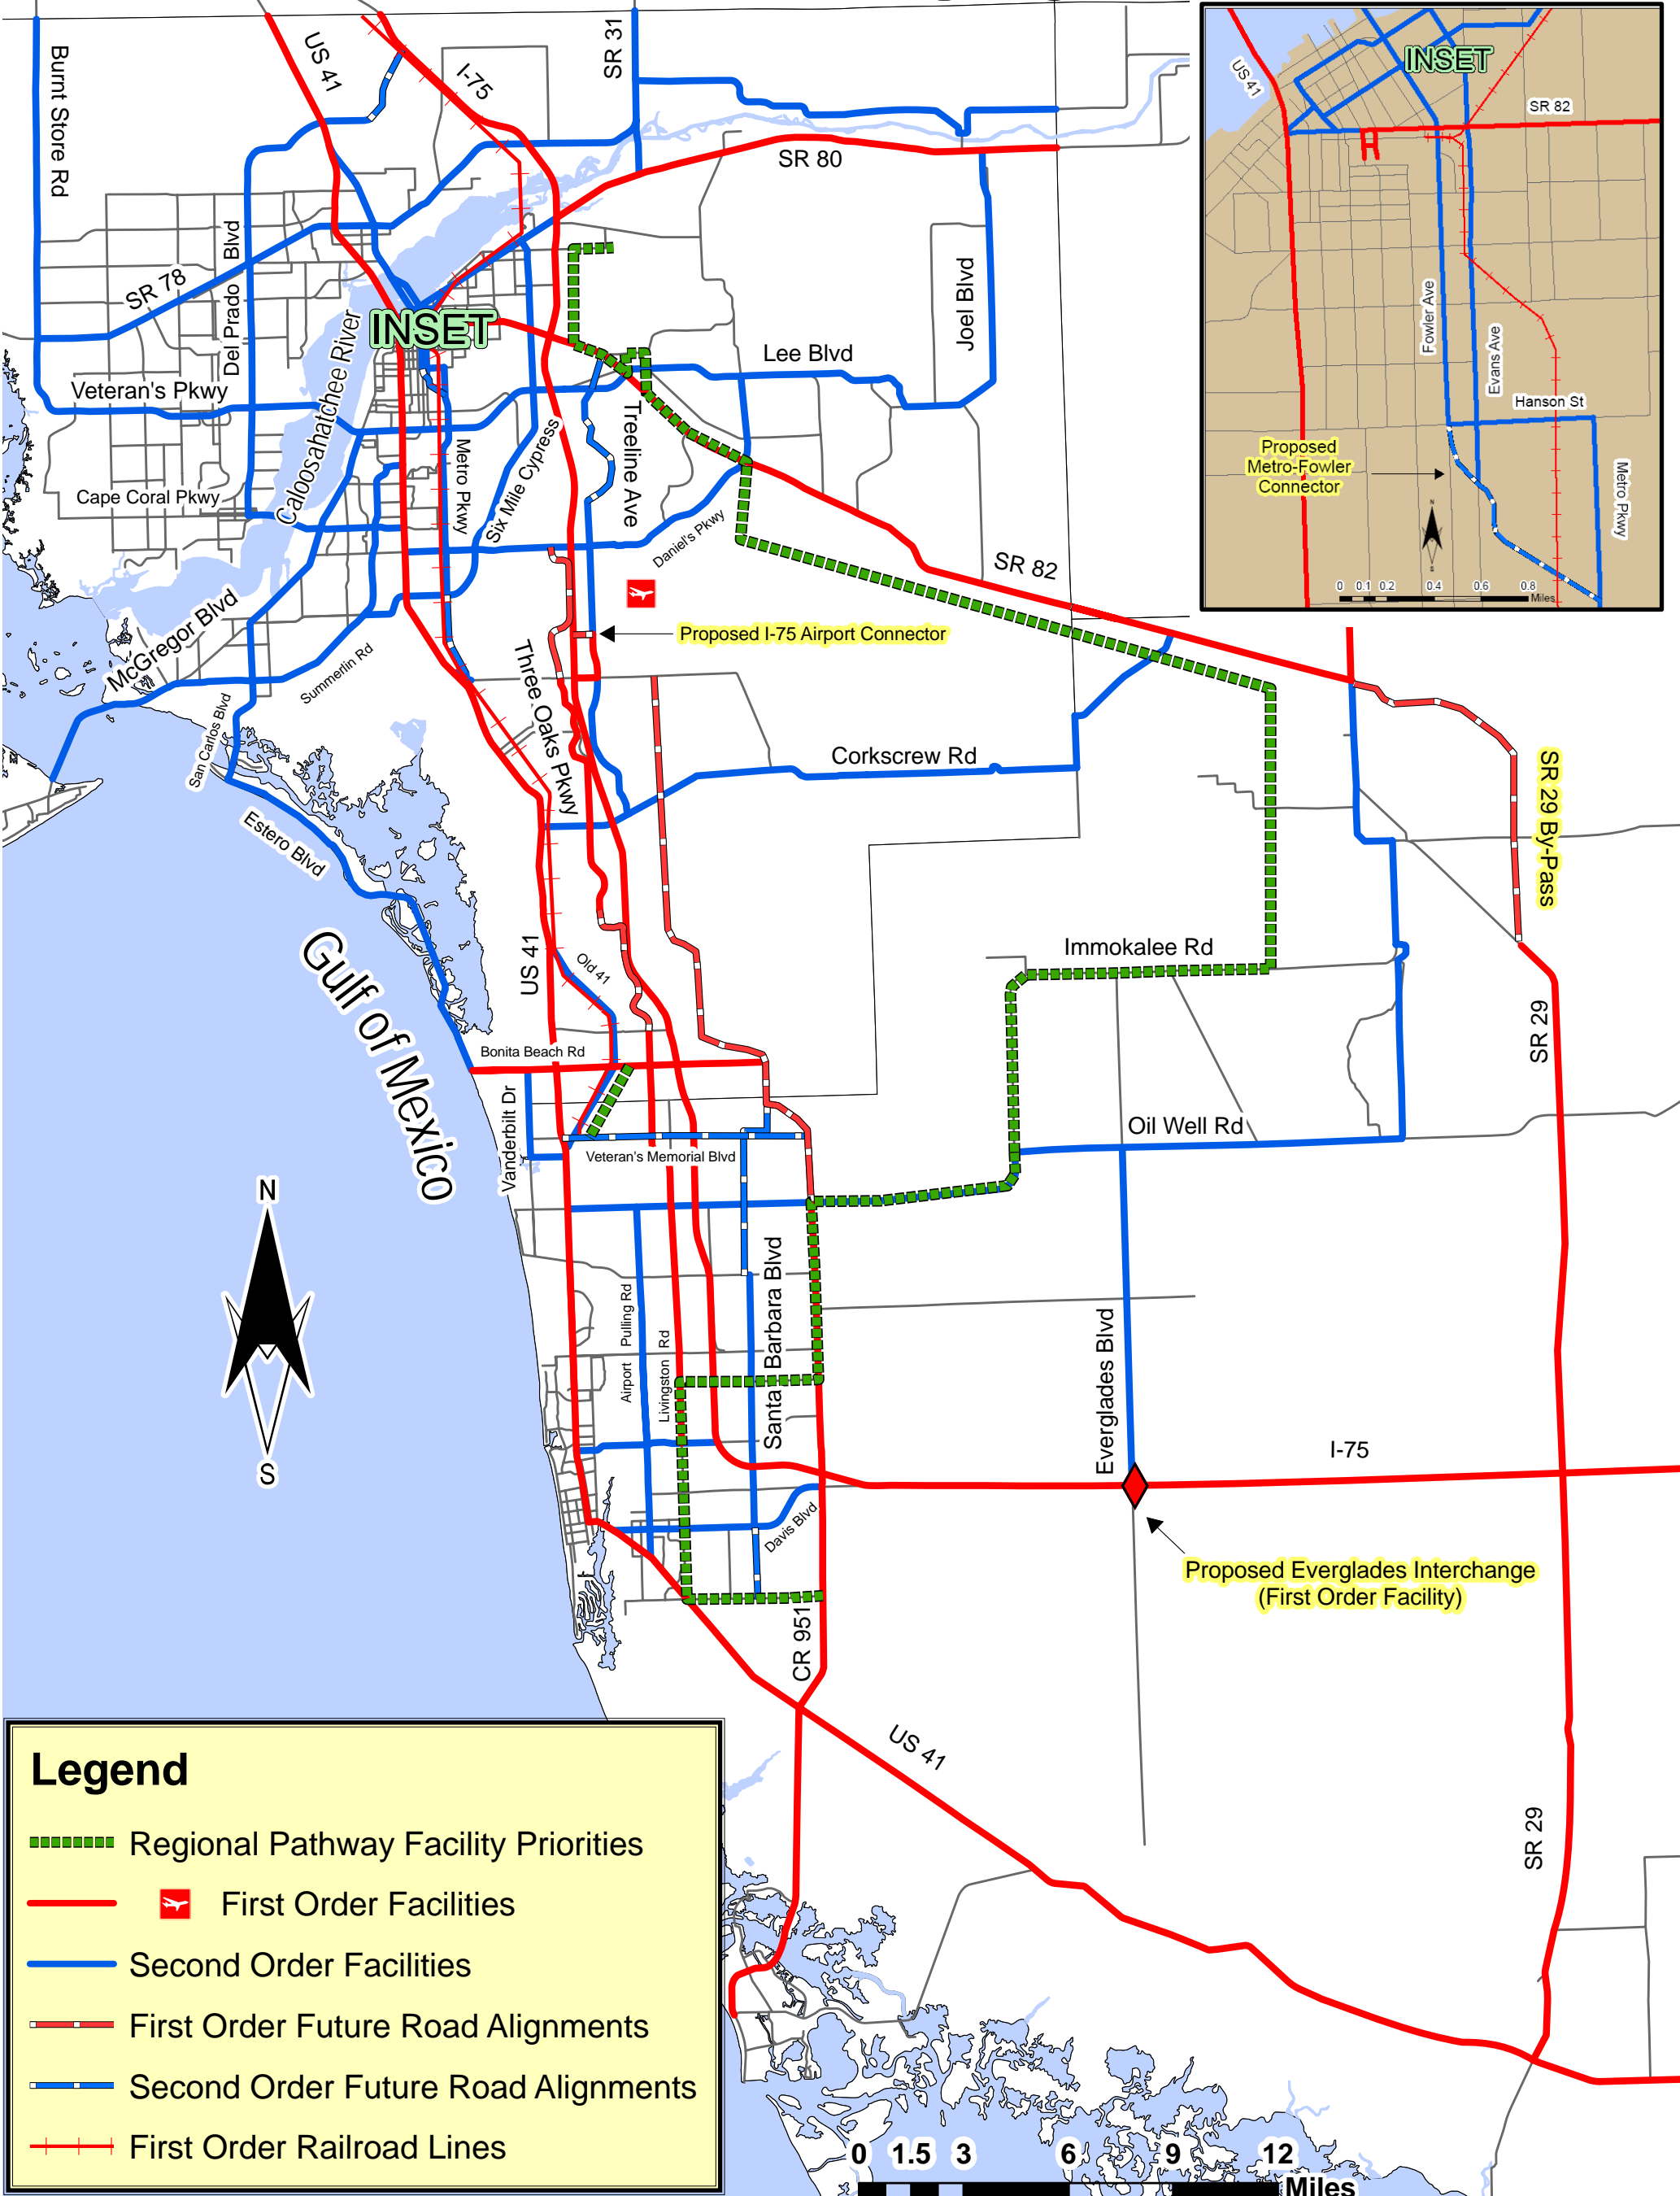 Burnt Store Rd
US 41
I-75
SR 31
SR 80
SR 78
Del Prado Blvd
INSET
Caloosahatchee River
Veteran's Pkwy
Cape Coral Pkwy
Lee Blvd
Joel Blvd
Metro Pkwy
Six Mile Cypress
Treeline Ave
Daniel's Pkwy
SR 82
McGregor Blvd
Summerlin Rd
San Carlos Blvd
Estero Blvd
Three Oaks Pkwy
Proposed I-75 Airport Connector
Corkscrew Rd
SR 29 By-Pass
Gulf of Mexico
US 41
Old 41
Immokalee Rd
SR 29
Bonita Beach Rd
Vanderbilt Dr
Veteran's Memorial Blvd
Oil Well Rd
N
S
Airport Pulling Rd
Livingston Rd
Santa Barbara Blvd
Everglades Blvd
I-75
Davis Blvd
Proposed Everglades Interchange
(First Order Facility)
CR 951
US 41
SR 29
INSET
US 41
SR 82
Fowler Ave
Evans Ave
Hanson St
Proposed
Metro-Fowler
Connector
Metro Pkwy
N
S
0 0.1 0.2 0.4 0.6 0.8
Miles
Legend
Regional Pathway Facility Priorities
First Order Facilities
Second Order Facilities
First Order Future Road Alignments
Second Order Future Road Alignments
First Order Railroad Lines
0 1.5 3 6 9 12
Miles